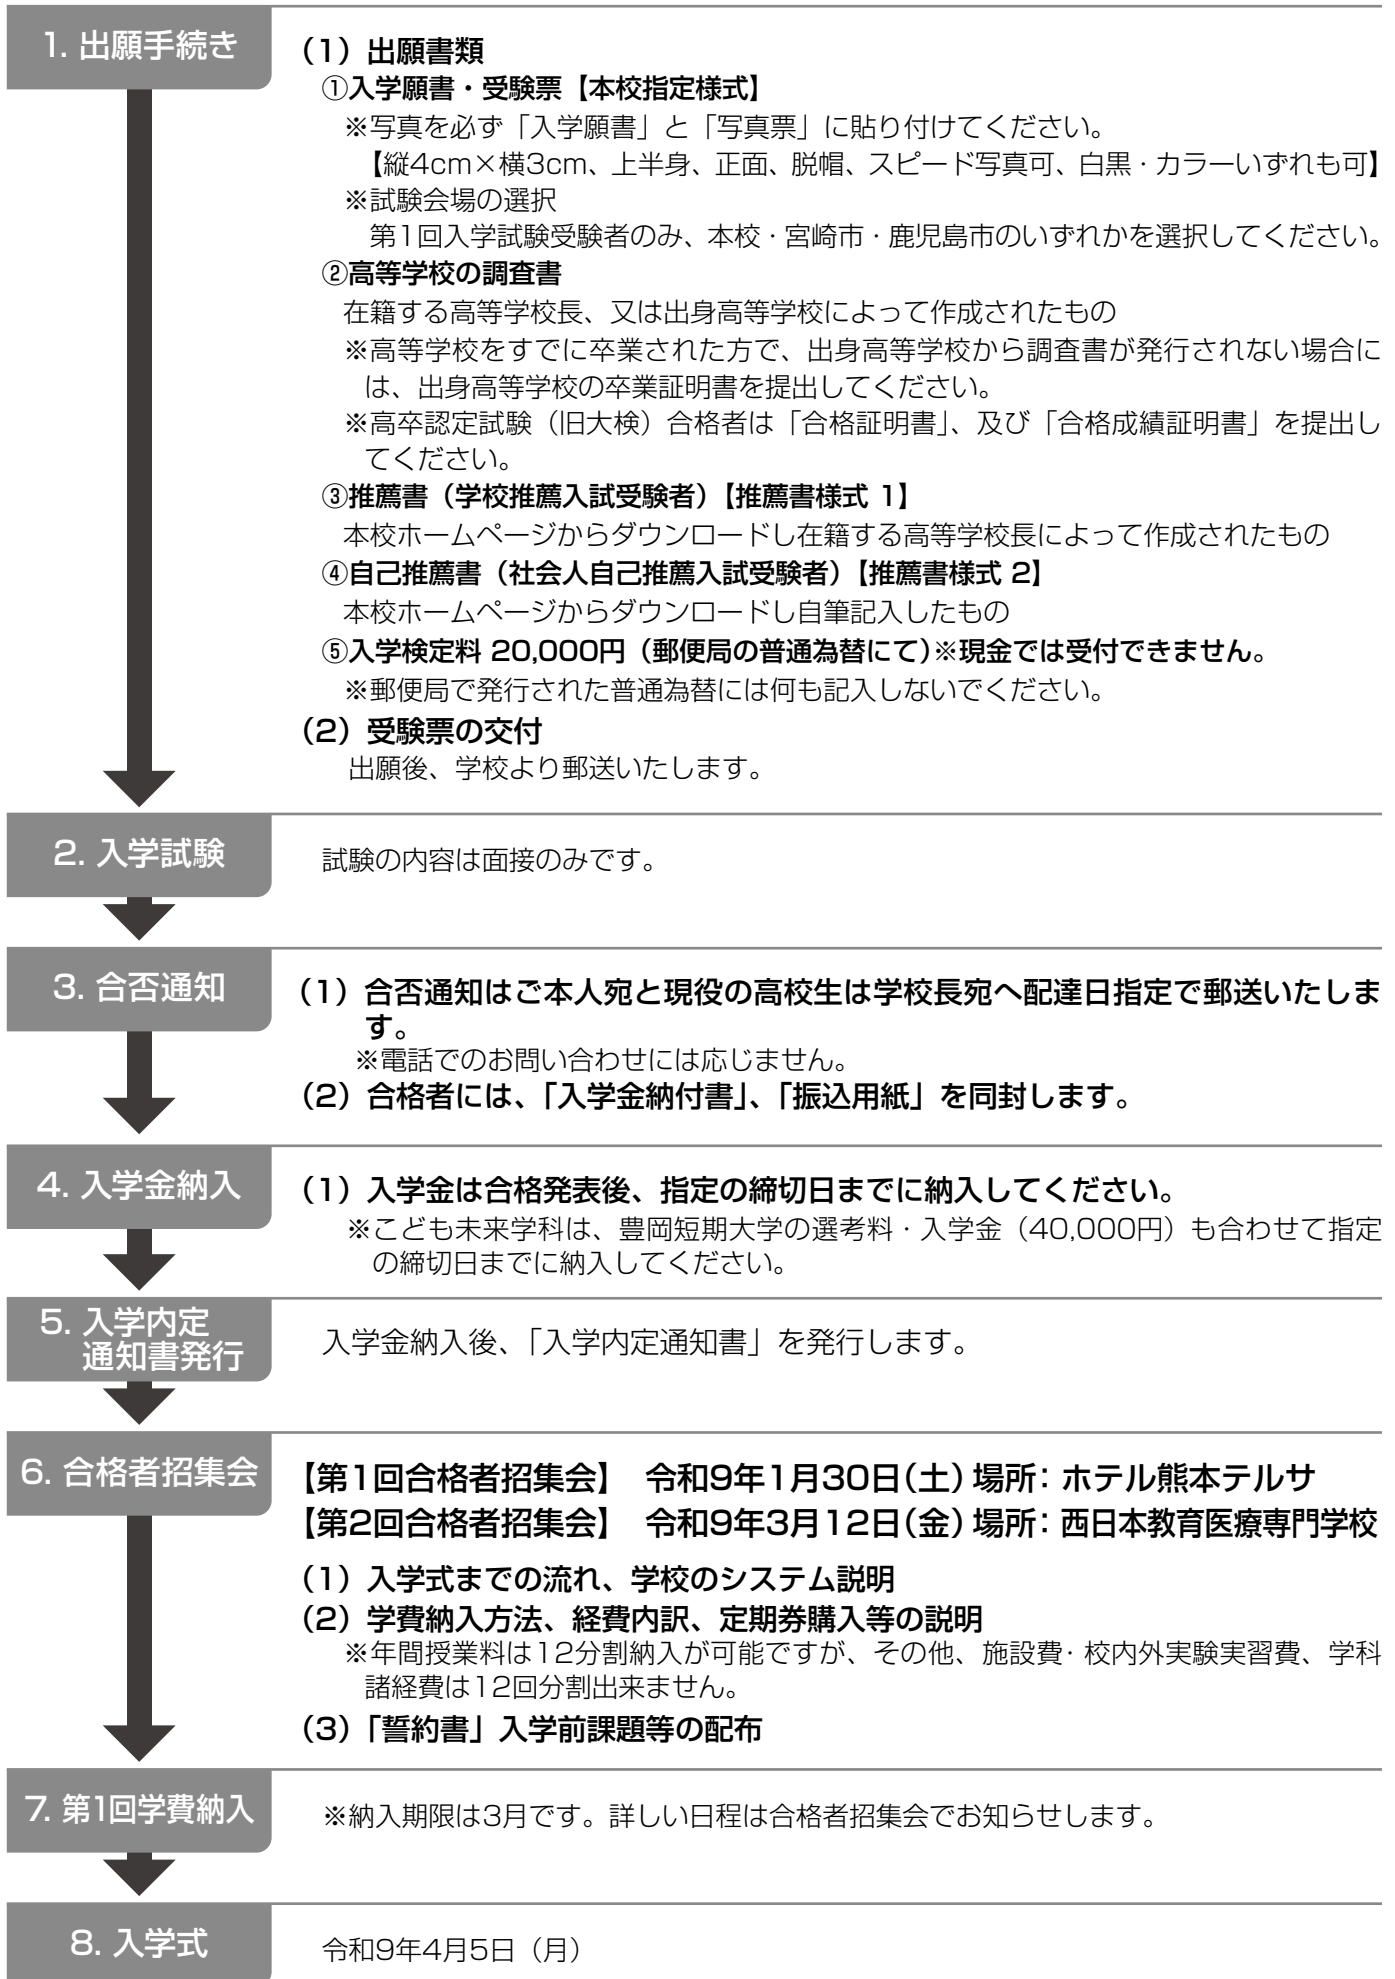 1. 出願手続き
(1)出願書類
①入学願書・受験票【本校指定様式】
※写真を必ず「入学願書」と「写真票」に貼り付けてください。
【縦4cm×横3cm、上半身、正面、脱帽、スピード写真可、白黒・カラーいずれも可】
※試験会場の選択
第1回入学試験受験者のみ、本校・宮崎市・鹿児島市のいずれかを選択してください。
②高等学校の調査書
在籍する高等学校長、又は出身高等学校によって作成されたもの
※高等学校をすでに卒業された方で、出身高等学校から調査書が発行されない場合に
は、出身高等学校の卒業証明書を提出してください。
※高卒認定試験（旧大検）合格者は「合格証明書」、及び「合格成績証明書」を提出し
てください。
③推薦書（学校推薦入試受験者）【推薦書様式 1】
本校ホームページからダウンロードし在籍する高等学校長によって作成されたもの
④自己推薦書（社会人自己推薦入試受験者）【推薦書様式 2】
本校ホームページからダウンロードし自筆記入したもの
⑤入学検定料 20,000円（郵便局の普通為替にて）※現金では受付できません。
※郵便局で発行された普通為替には何も記入しないでください。
(2)受験票の交付
出願後、学校より郵送いたします。
2. 入学試験
試験の内容は面接のみです。
3. 合否通知
(1)合否通知はご本人宛と現役の高校生は学校長宛へ配達日指定で郵送いたしま
す。
※電話でのお問い合わせには応じません。
(2)合格者には、「入学金納付書」、「振込用紙」を同封します。
4. 入学金納入
(1)入学金は合格発表後、指定の締切日までに納入してください。
※こども未来学科は、豊岡短期大学の選考料・入学金（40,000円）も合わせて指定
の締切日までに納入してください。
5. 入学内定
通知書発行
入学金納入後、「入学内定通知書」を発行します。
6. 合格者招集会
【第1回合格者招集会】 令和9年1月30日(土) 場所：ホテル熊本テルサ
【第2回合格者招集会】 令和9年3月12日(金) 場所：西日本教育医療専門学校
(1)入学式までの流れ、学校のシステム説明
(2)学費納入方法、経費内訳、定期券購入等の説明
※年間授業料は12分割納入が可能ですが、その他、施設費・校内外実験実習費、学科
諸経費は12回分割出来ません。
(3)「誓約書」入学前課題等の配布
7. 第1回学費納入
※納入期限は3月です。詳しい日程は合格者招集会でお知らせします。
8. 入学式
令和9年4月5日（月）